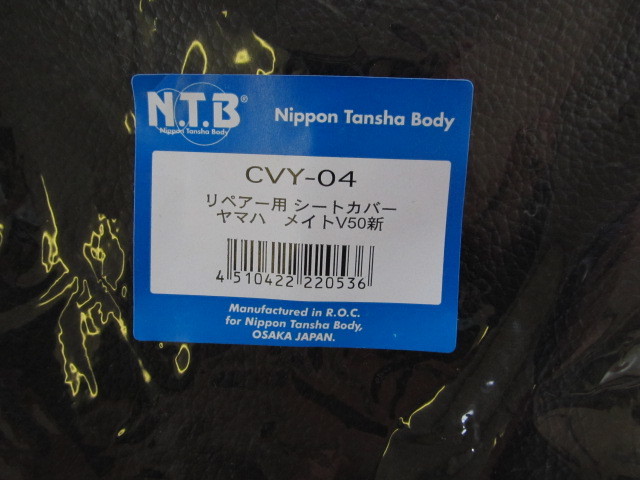 N.T.B®
Nippon Tansha Body
Nippon Tansha Body
CVY-04
リペアー用 シートカバー
ヤマハ メイトV50新
4 510422 220536
Manufactured in R.O.C.
for Nippon Tansha Body,
OSAKA JAPAN.